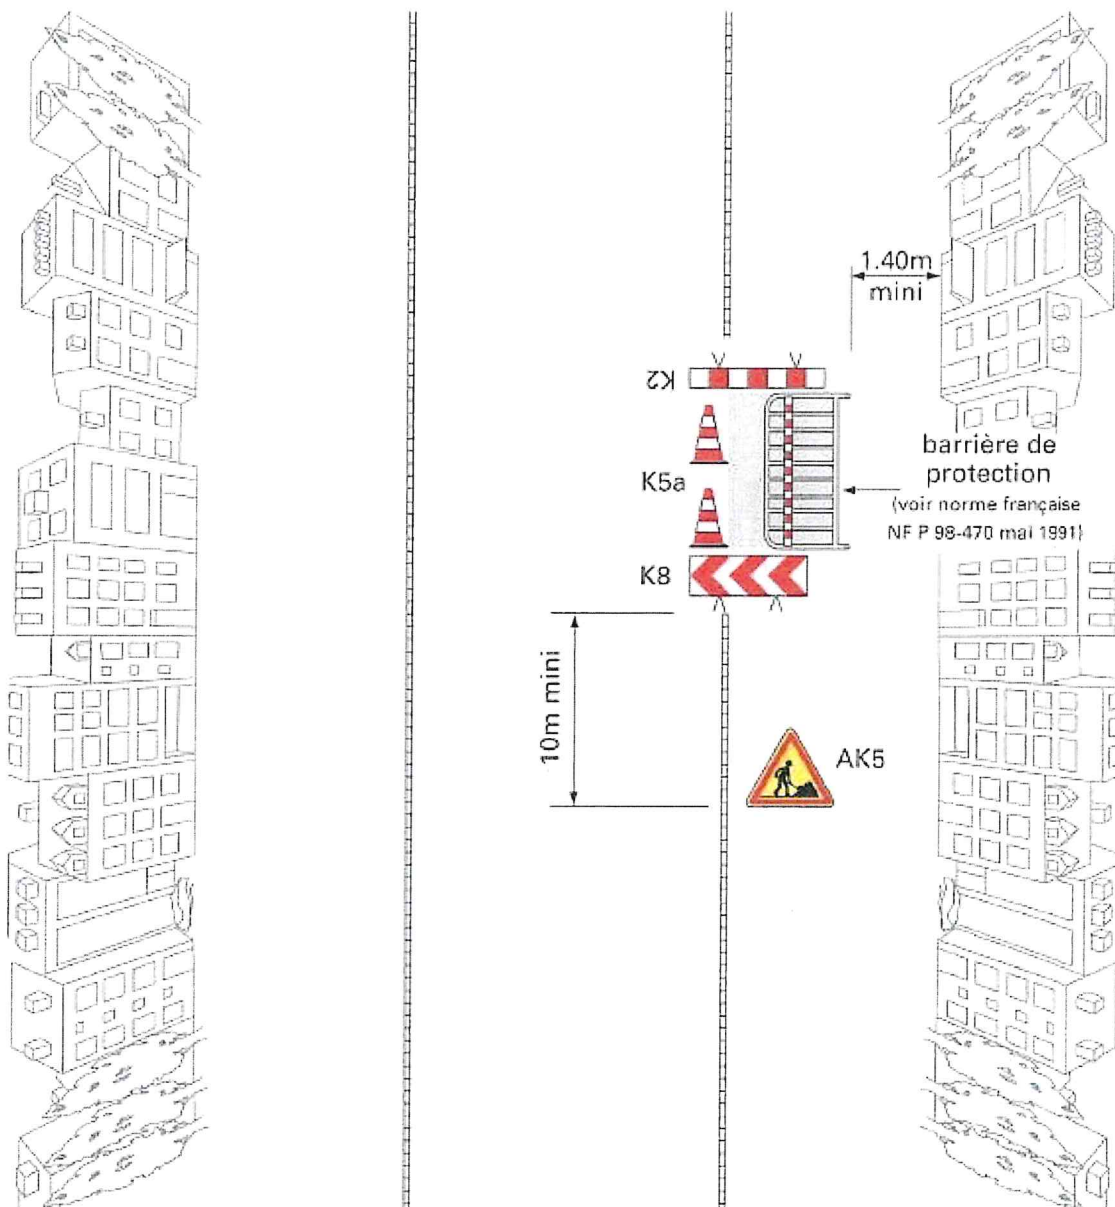 1.40m
mini
K2
K5a
barrière de
protection
(voir norme française
NF P 98-470 mai 1991)
K8
10m mini
AK5